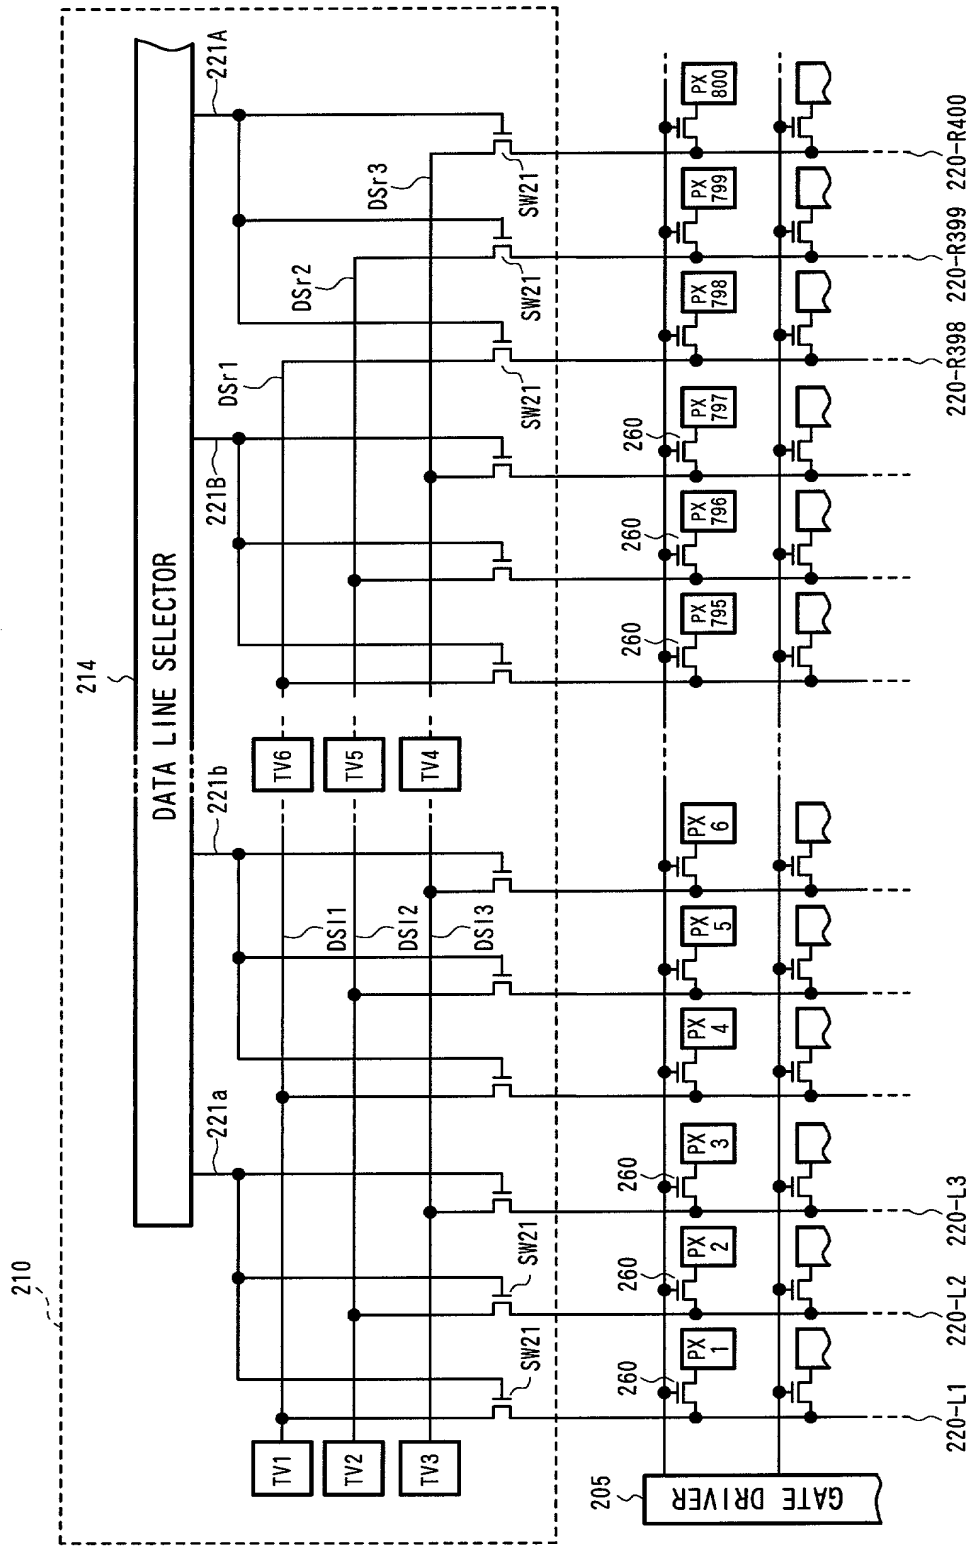 210
214
DATA LINE SELECTOR
221a
221b
221B
221A
TV1
TV2
TV3
DSl1
DSl2
DSl3
TV6
TV5
TV4
DSr1
DSr2
DSr3
SW21
SW21
SW21
SW21
SW21
205
GATE DRIVER
260
260
260
260
260
260
PX 1
PX 2
PX 3
PX 4
PX 5
PX 6
PX 795
PX 796
PX 797
PX 798
PX 799
PX 800
220-L1
220-L2
220-L3
220-R398
220-R399
220-R400